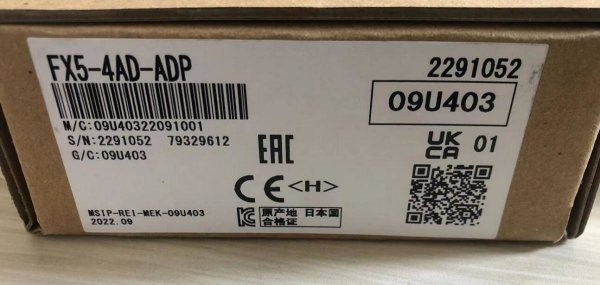 FX5-4AD-ADP
2291052
09U403
M/C:09U40322091001
S/N:2291052 79329612
G/C:09U403
EAC
UK
CA
01
CE
<H>
MSIP-REI-MEK-09U403
2022.09
原产地 日本国
合格证